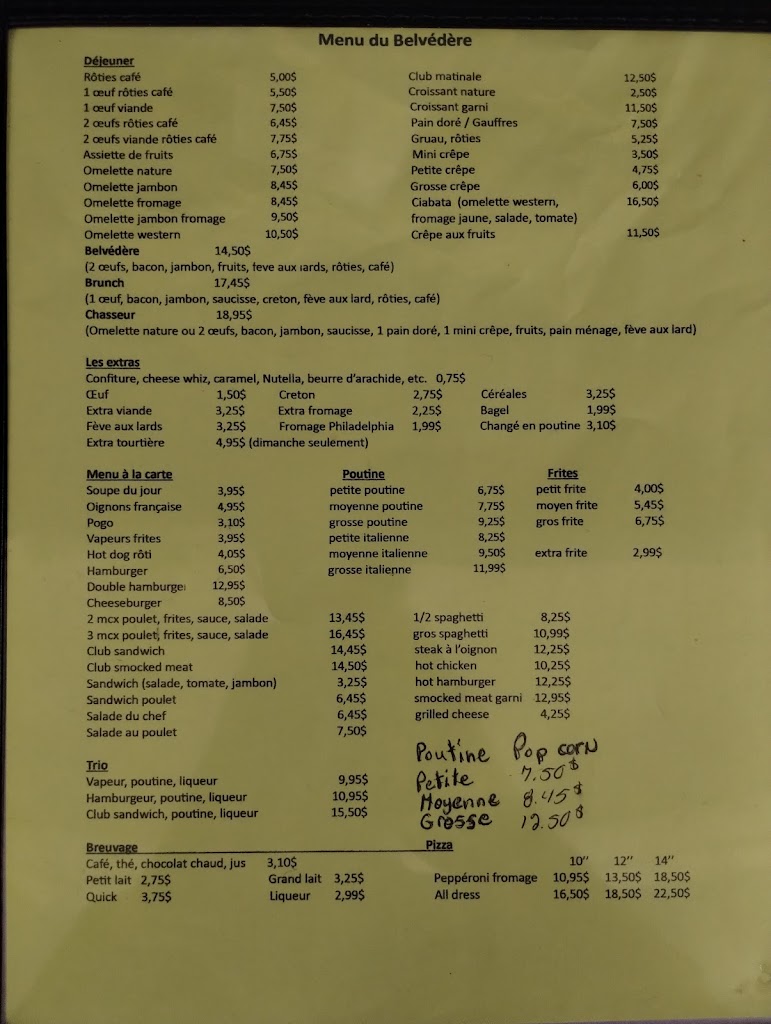 Menu du Belvédère
Déjeuner
Rôties café 5,00$ Club matinale 12,50$
1 œuf rôties café 5,50$ Croissant nature 2,50$
1 œuf viande 7,50$ Croissant garni 11,50$
2 œufs rôties café 6,45$ Pain doré / Gauffres 7,50$
2 œufs viande rôties café 7,75$ Gruau, rôties 5,25$
Assiette de fruits 6,75$ Mini crêpe 3,50$
Omelette nature 7,50$ Petite crêpe 4,75$
Omelette jambon 8,45$ Grosse crêpe 6,00$
Omelette fromage 8,45$ Ciabata (omelette western, 16,50$
Omelette jambon fromage 9,50$ fromage jaune, salade, tomate)
Omelette western 10,50$ Crêpe aux fruits 11,50$
Belvédère 14,50$
(2 œufs, bacon, jambon, fruits, feve aux lards, rôties, café)
Brunch 17,45$
(1 œuf, bacon, jambon, saucisse, creton, fève aux lard, rôties, café)
Chasseur 18,95$
(Omelette nature ou 2 œufs, bacon, jambon, saucisse, 1 pain doré, 1 mini crêpe, fruits, pain ménage, fève aux lard)
Les extras
Confiture, cheese whiz, caramel, Nutella, beurre d'arachide, etc. 0,75$
Œuf 1,50$ Creton 2,75$ Céréales 3,25$
Extra viande 3,25$ Extra fromage 2,25$ Bagel 1,99$
Fève aux lards 3,25$ Fromage Philadelphia 1,99$ Changé en poutine 3,10$
Extra tourtière 4,95$ (dimanche seulement)
Menu à la carte Poutine Frites
Soupe du jour 3,95$ petite poutine 6,75$ petit frite 4,00$
Oignons française 4,95$ moyenne poutine 7,75$ moyen frite 5,45$
Pogo 3,10$ grosse poutine 9,25$ gros frite 6,75$
Vapeurs frites 3,95$ petite italienne 8,25$
Hot dog rôti 4,05$ moyenne italienne 9,50$ extra frite 2,99$
Hamburger 6,50$ grosse italienne 11,99$
Double hamburger 12,95$
Cheeseburger 8,50$
2 mcx poulet, frites, sauce, salade 13,45$ 1/2 spaghetti 8,25$
3 mcx poulet, frites, sauce, salade 16,45$ gros spaghetti 10,99$
Club sandwich 14,45$ steak à l'oignon 12,25$
Club smocked meat 14,50$ hot chicken 10,25$
Sandwich (salade, tomate, jambon) 3,25$ hot hamburger 12,25$
Sandwich poulet 6,45$ smocked meat garni 12,95$
Salade du chef 6,45$ grilled cheese 4,25$
Salade au poulet 7,50$
Poutine Pop corn
Petite 7.50$
Moyenne 8.45$
Grosse 12.50$
Trio
Vapeur, poutine, liqueur 9,95$
Hamburgeur, poutine, liqueur 10,95$
Club sandwich, poutine, liqueur 15,50$
Breuvage
Café, thé, chocolat chaud, jus 3,10$
Petit lait 2,75$ Grand lait 3,25$
Quick 3,75$ Liqueur 2,99$
Pizza
10" 12" 14"
Peppéroni fromage 10,95$ 13,50$ 18,50$
All dress 16,50$ 18,50$ 22,50$